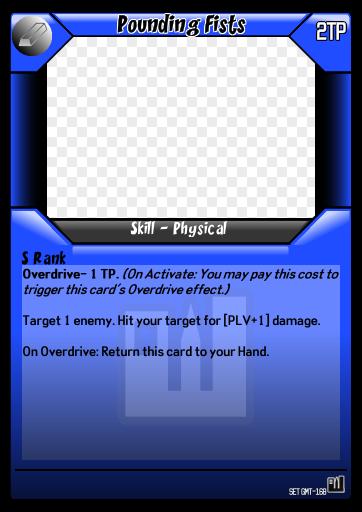 Pounding Fists
2TP
Skill - Physical
S Rank
Overdrive- 1 TP. (On Activate: You may pay this cost to
trigger this card's Overdrive effect.)
Target 1 enemy. Hit your target for [PLV+1] damage.
On Overdrive: Return this card to your Hand.
SET GMT-168